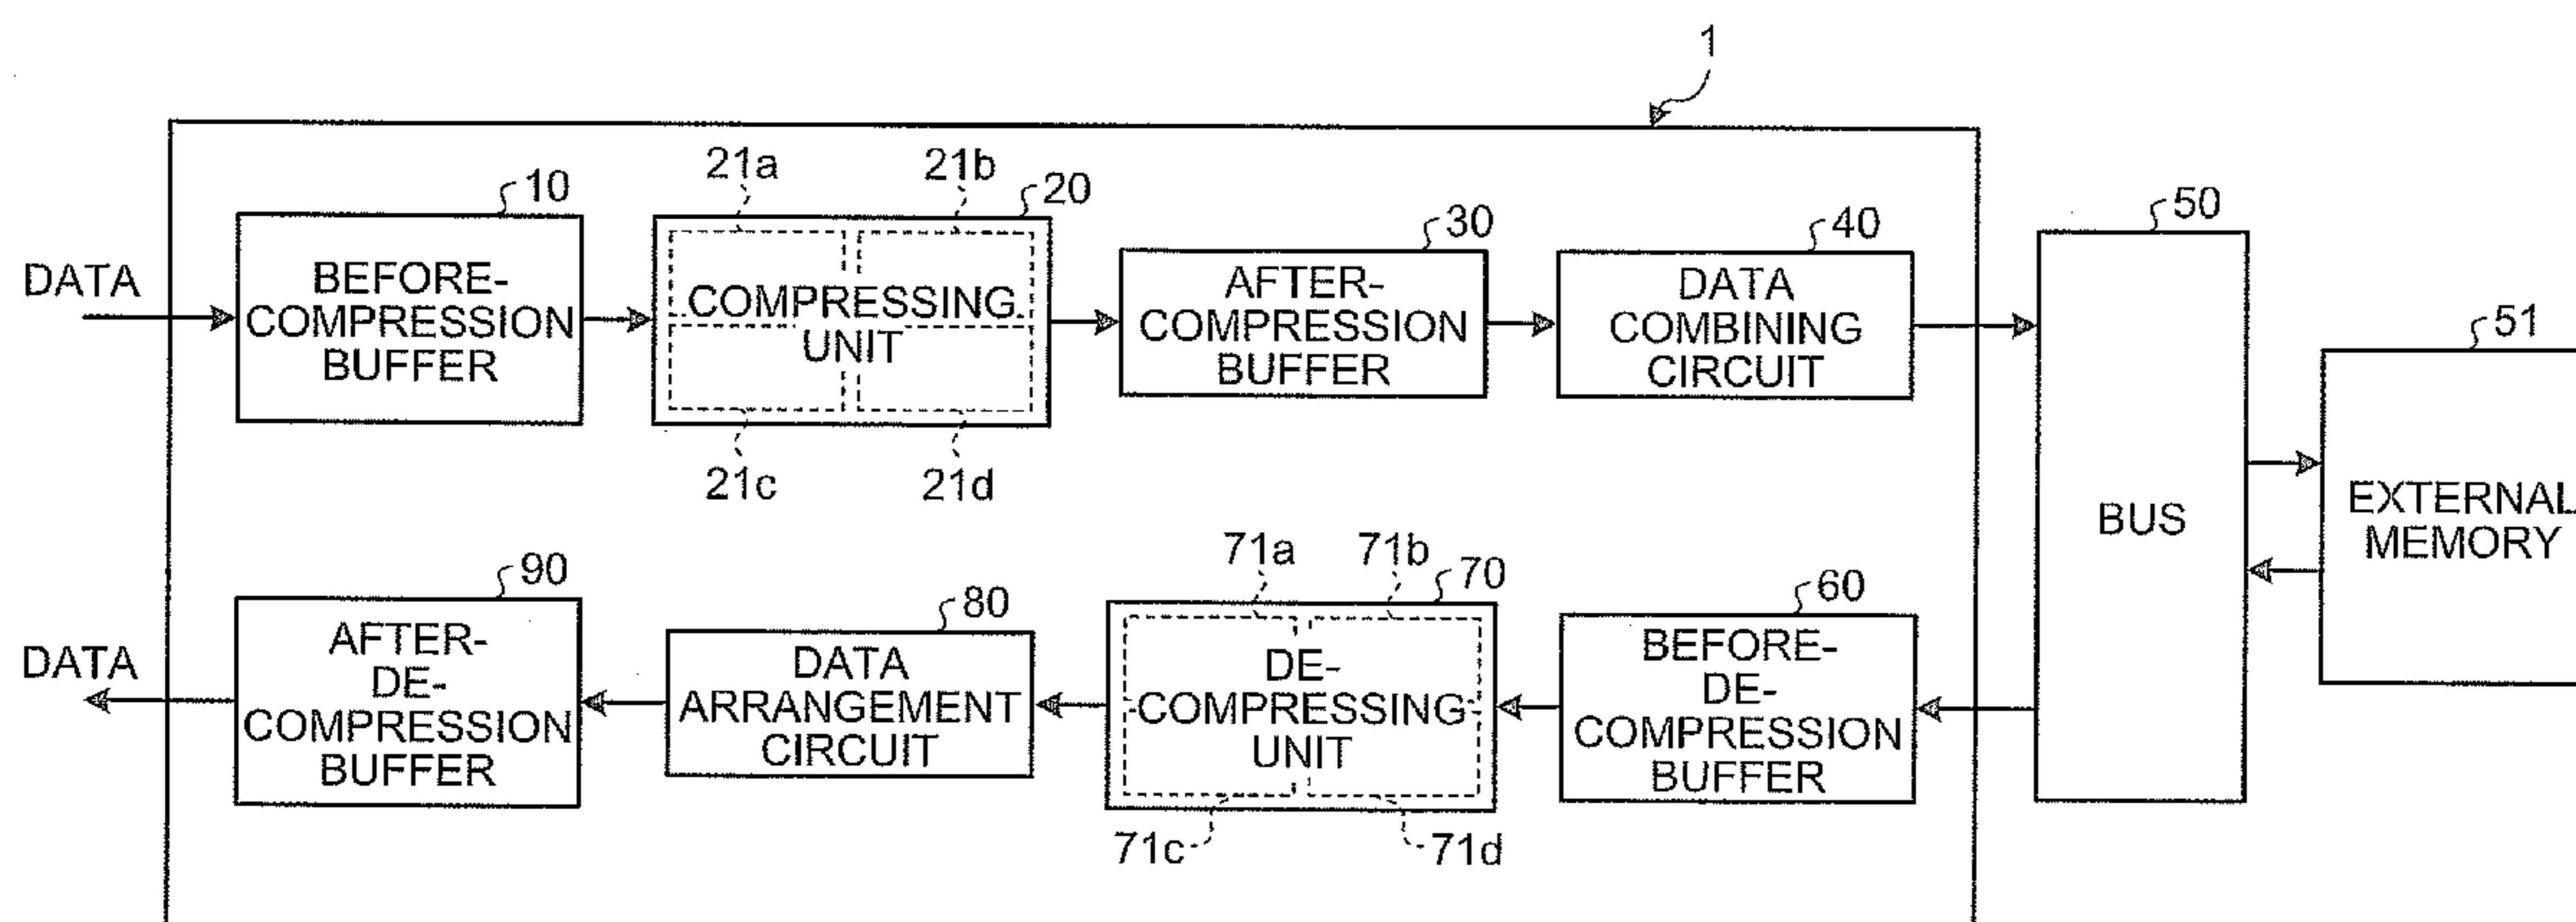 1
21a
21b
10
20
30
40
50
DATA
BEFORE-
COMPRESSION
BUFFER
COMPRESSING
UNIT
AFTER-
COMPRESSION
BUFFER
DATA
COMBINING
CIRCUIT
51
21c
21d
BUS
EXTERNAL
MEMORY
71a
71b
90
80
70
60
DATA
AFTER-
DE-
COMPRESSION
BUFFER
DATA
ARRANGEMENT
CIRCUIT
DE-
COMPRESSING
UNIT
BEFORE-
DE-
COMPRESSION
BUFFER
71c
71d